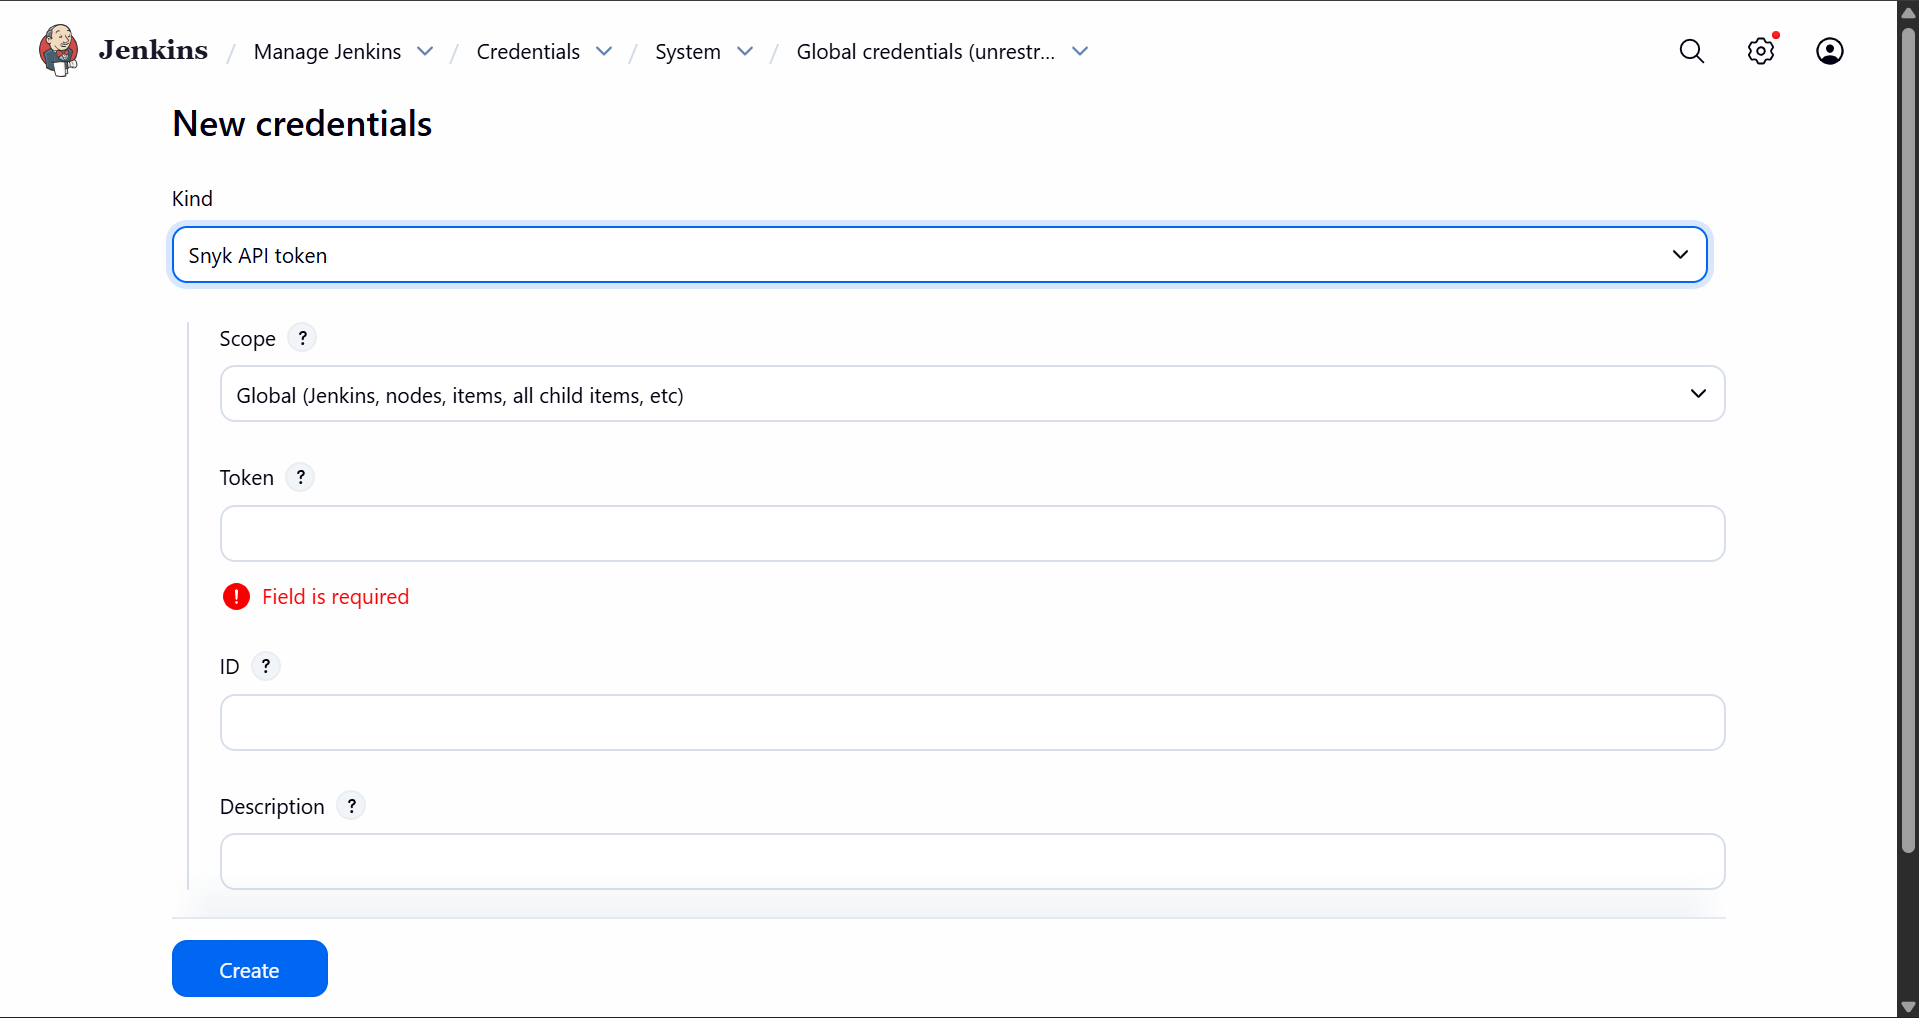 Jenkins / Manage Jenkins / Credentials / System / Global credentials (unrestr...
New credentials
Kind
Snyk API token
Scope ?
Global (Jenkins, nodes, items, all child items, etc)
Token ?
! Field is required
ID ?
Description ?
Create